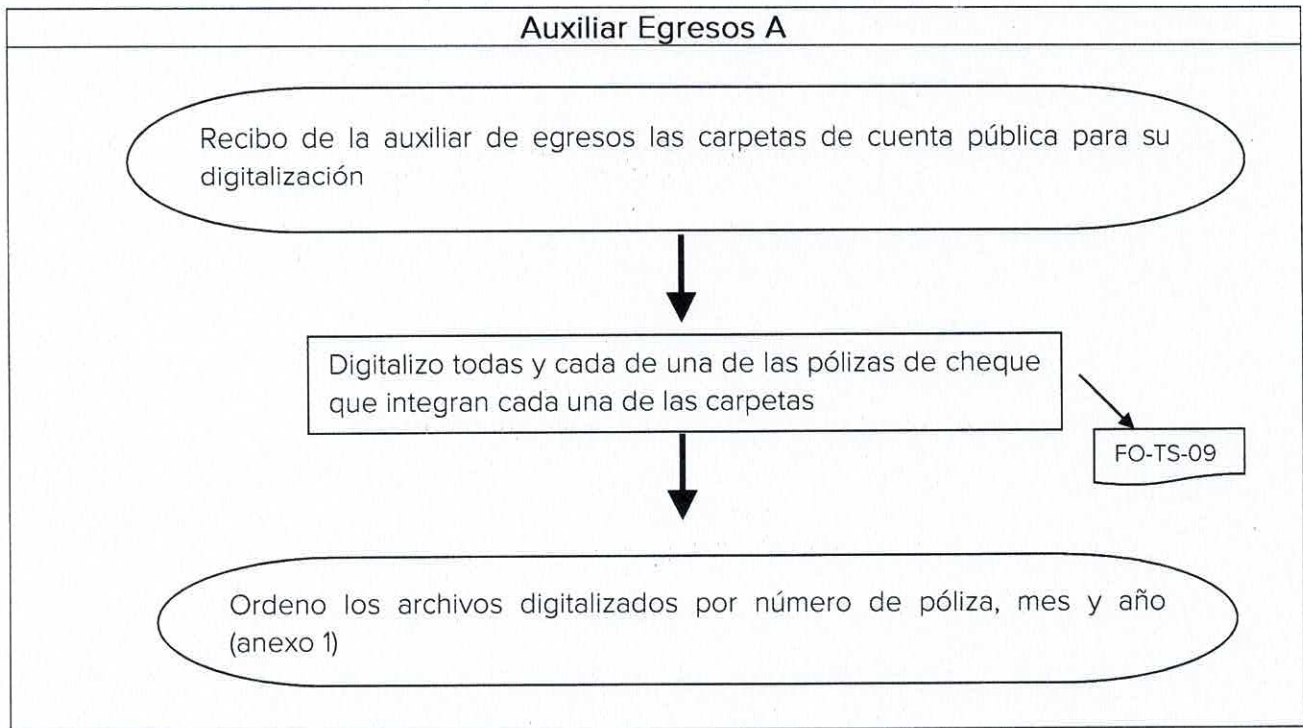 Auxiliar Egresos A
Recibo de la auxiliar de egresos las carpetas de cuenta pública para su
digitalización
Digitalizo todas y cada de una de las pólizas de cheque
que integran cada una de las carpetas
FO-TS-09
Ordeno los archivos digitalizados por número de póliza, mes y año
(anexo 1)